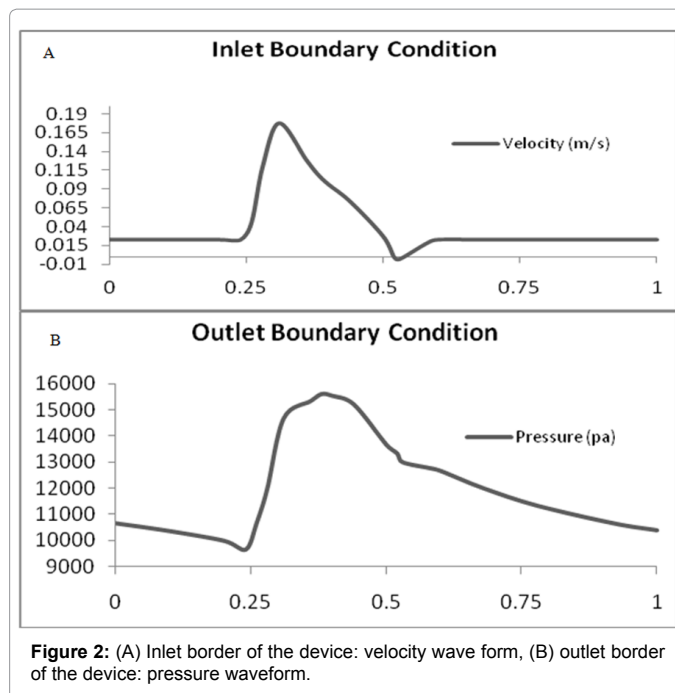 A
Inlet Boundary Condition
0.19
0.165
0.14
0.115
0.09
0.065
0.04
0.015
-0.01
Velocity (m/s)
0 0.25 0.5 0.75 1
B
Outlet Boundary Condition
16000
15000
14000
13000
12000
11000
10000
9000
Pressure (pa)
0 0.25 0.5 0.75 1
Figure 2: (A) Inlet border of the device: velocity wave form, (B) outlet border
of the device: pressure waveform.